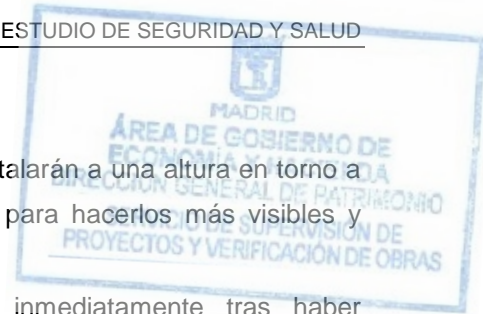 ESTUDIO DE SEGURIDAD Y SALUD
MADRID
ÁREA DE GOBIERNO DE
ECONOMÍA Y HACIENDA
talarán a una altura en torno a
DIRECCIÓN GENERAL DE PATRIMONIO
para hacerlos más visibles y
SERVICIO DE SUPERVISIÓN DE
PROYECTOS Y VERIFICACIÓN DE OBRAS
inmediatamente tras haber